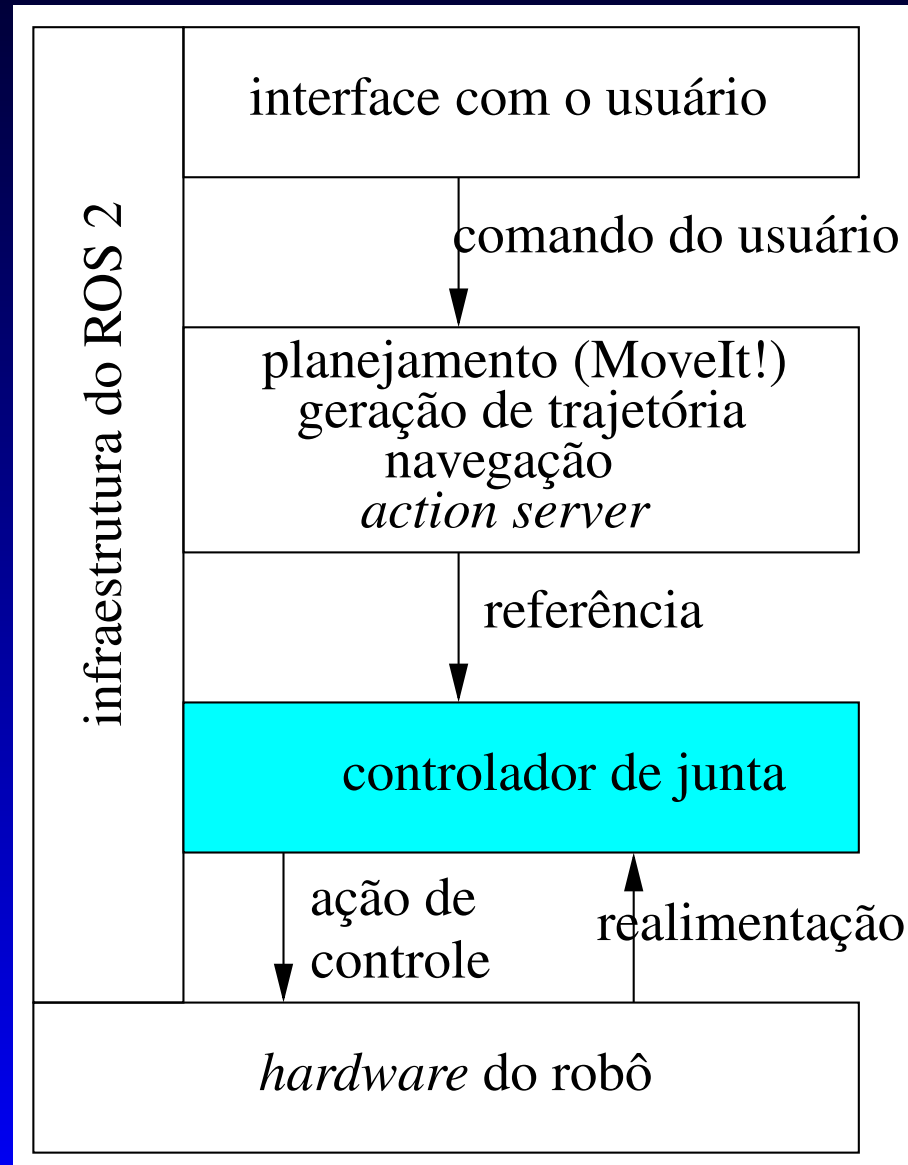 infraestrutura do ROS 2
interface com o usuário
comando do usuário
planejamento (MoveIt!)
geração de trajetória
navegação
action server
referência
controlador de junta
ação de
controle
realimentação
hardware do robô